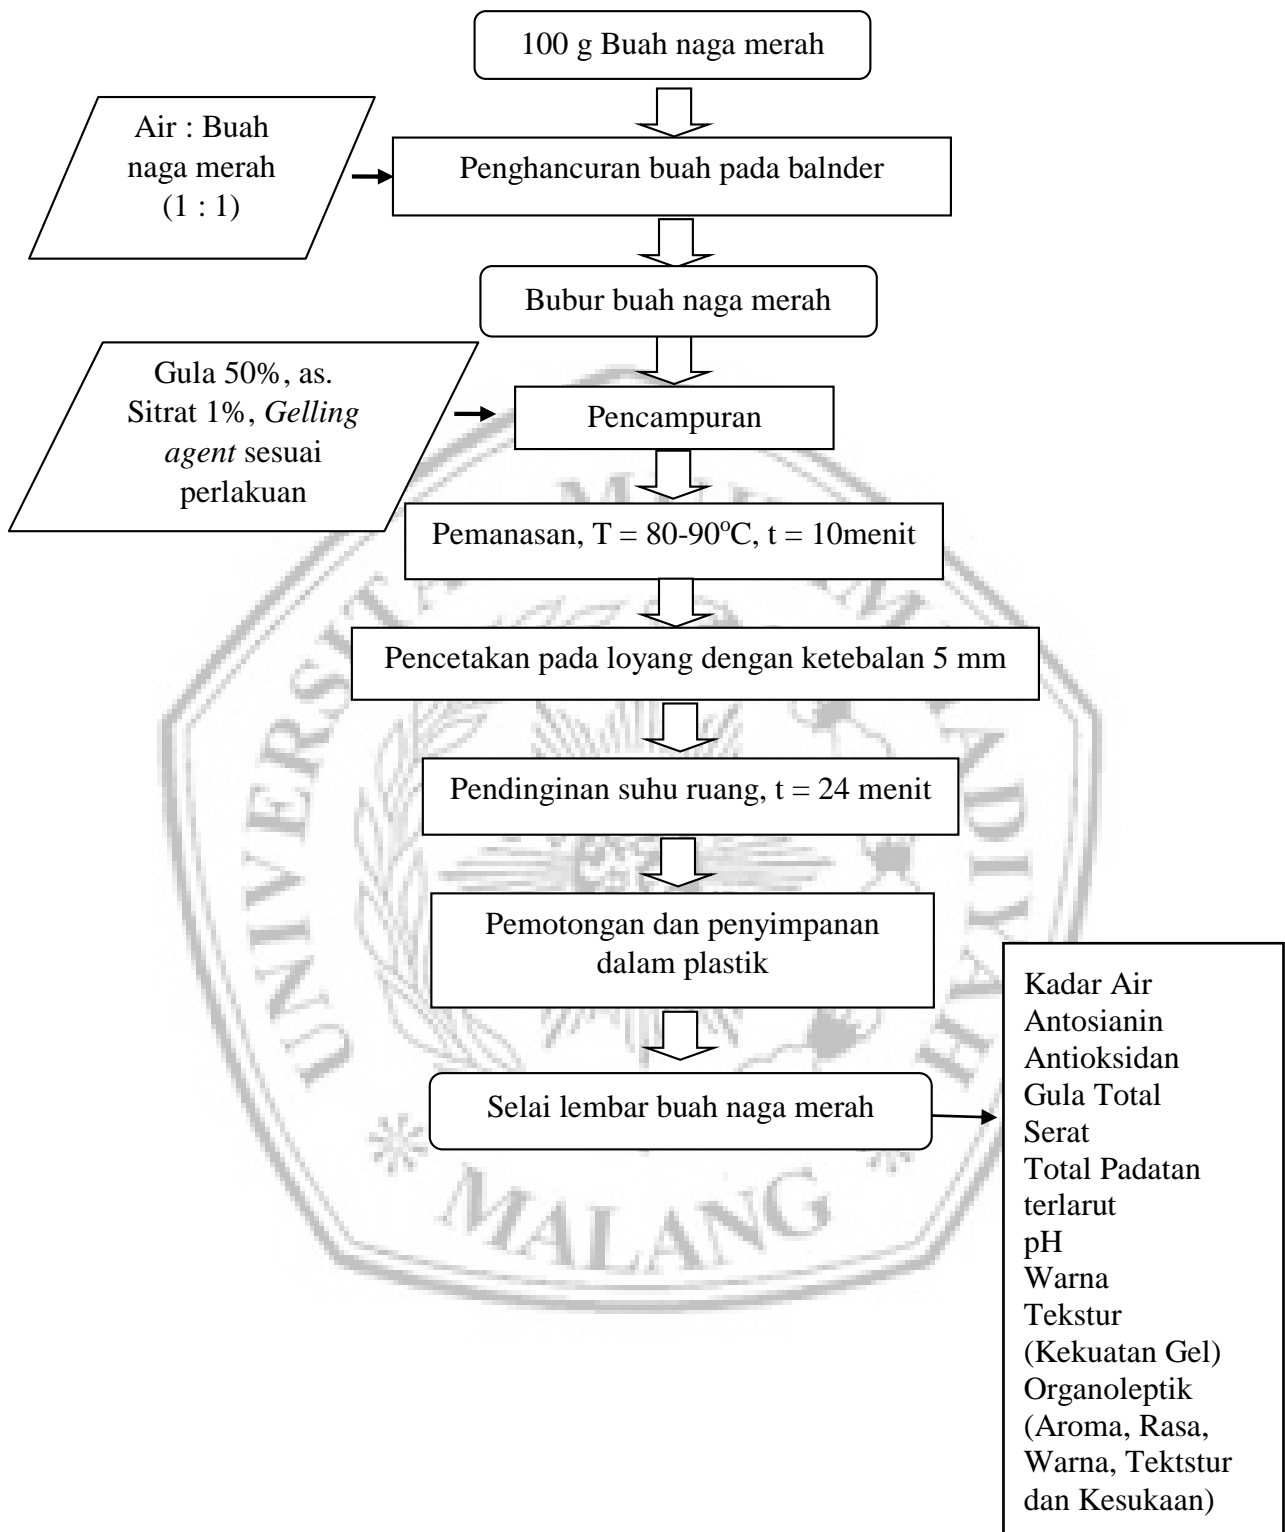 100 g Buah naga merah
Air : Buah
naga merah
(1 : 1)
Penghancuran buah pada balnder
Bubur buah naga merah
Gula 50%, as.
Sitrat 1%, Gelling
agent sesuai
perlakuan
Pencampuran
Pemanasan, T = 80-90°C, t = 10menit
Pencetakan pada loyang dengan ketebalan 5 mm
Pendinginan suhu ruang, t = 24 menit
Pemotongan dan penyimpanan
dalam plastik
Selai lembar buah naga merah
Kadar Air
Antosianin
Antioksidan
Gula Total
Serat
Total Padatan
terlarut
pH
Warna
Tekstur
(Kekuatan Gel)
Organoleptik
(Aroma, Rasa,
Warna, Tektstur
dan Kesukaan)
UNIVERSITAS MUHAMMADIYAH
MALANG